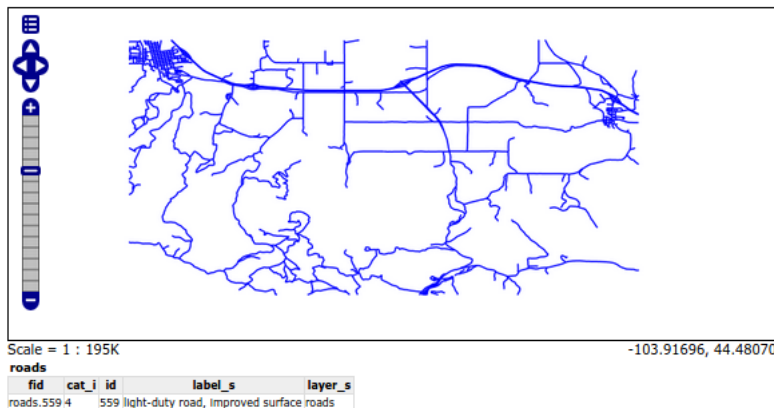 Scale = 1 : 195K
-103.91696, 44.48070
roads
fid cat_i id label_s layer_s
roads.559 4 559 light-duty road, improved surface roads